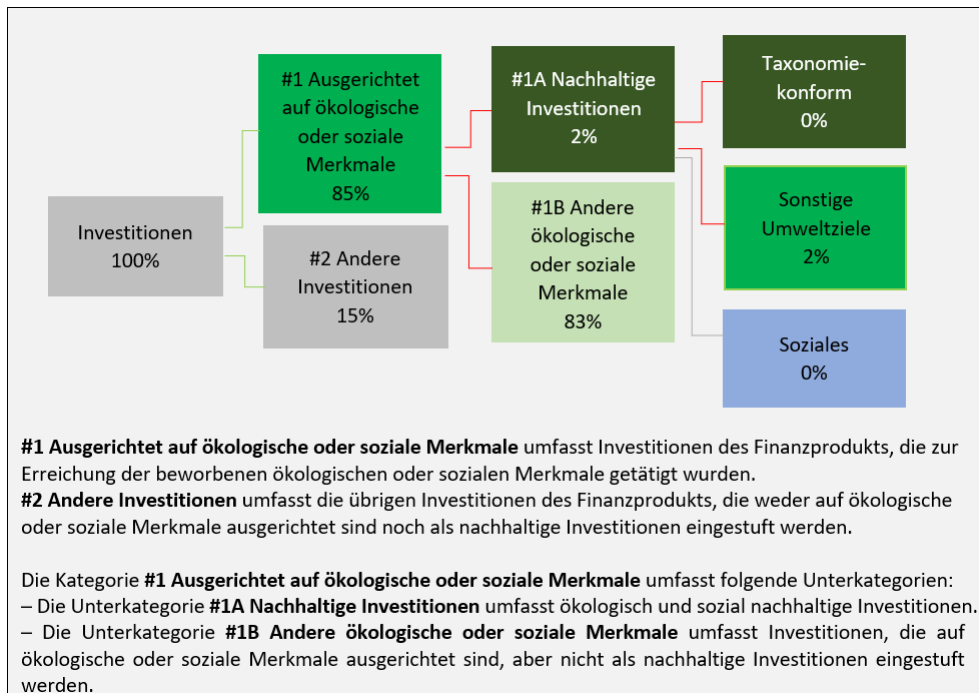 Investitionen
100%
#1 Ausgerichtet
auf ökologische
oder soziale
Merkmale
85%
#2 Andere
Investitionen
15%
#1A Nachhaltige
Investitionen
2%
#1B Andere
ökologische
oder soziale
Merkmale
83%
Taxonomie-
konform
0%
Sonstige
Umweltziele
2%
Soziales
0%
#1 Ausgerichtet auf ökologische oder soziale Merkmale umfasst Investitionen des Finanzprodukts, die zur
Erreichung der beworbenen ökologischen oder sozialen Merkmale getätigt wurden.
#2 Andere Investitionen umfasst die übrigen Investitionen des Finanzprodukts, die weder auf ökologische
oder soziale Merkmale ausgerichtet sind noch als nachhaltige Investitionen eingestuft werden.
Die Kategorie #1 Ausgerichtet auf ökologische oder soziale Merkmale umfasst folgende Unterkategorien:
– Die Unterkategorie #1A Nachhaltige Investitionen umfasst ökologisch und sozial nachhaltige Investitionen.
– Die Unterkategorie #1B Andere ökologische oder soziale Merkmale umfasst Investitionen, die auf
ökologische oder soziale Merkmale ausgerichtet sind, aber nicht als nachhaltige Investitionen eingestuft
werden.